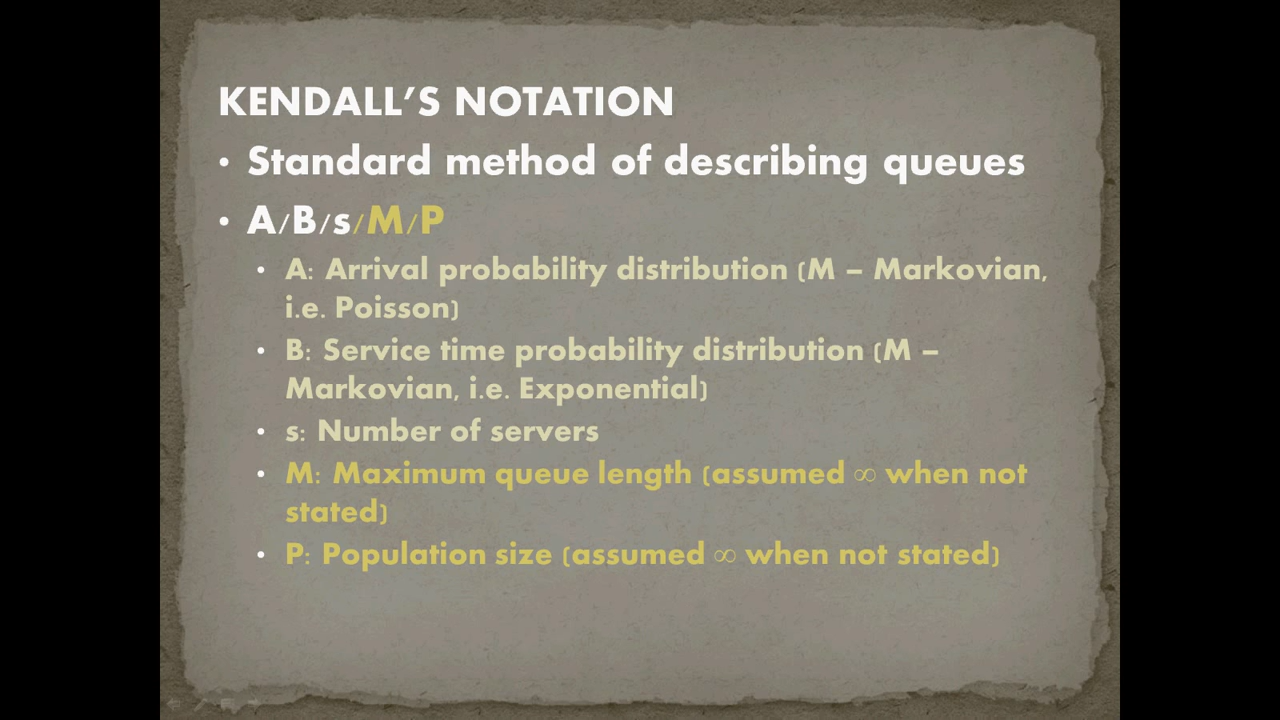 KENDALL’S NOTATION
• Standard method of describing queues
• A/B/s/M/P
• A: Arrival probability distribution (M – Markovian,
i.e. Poisson)
• B: Service time probability distribution (M –
Markovian, i.e. Exponential)
• s: Number of servers
• M: Maximum queue length (assumed ∞ when not
stated)
• P: Population size (assumed ∞ when not stated)